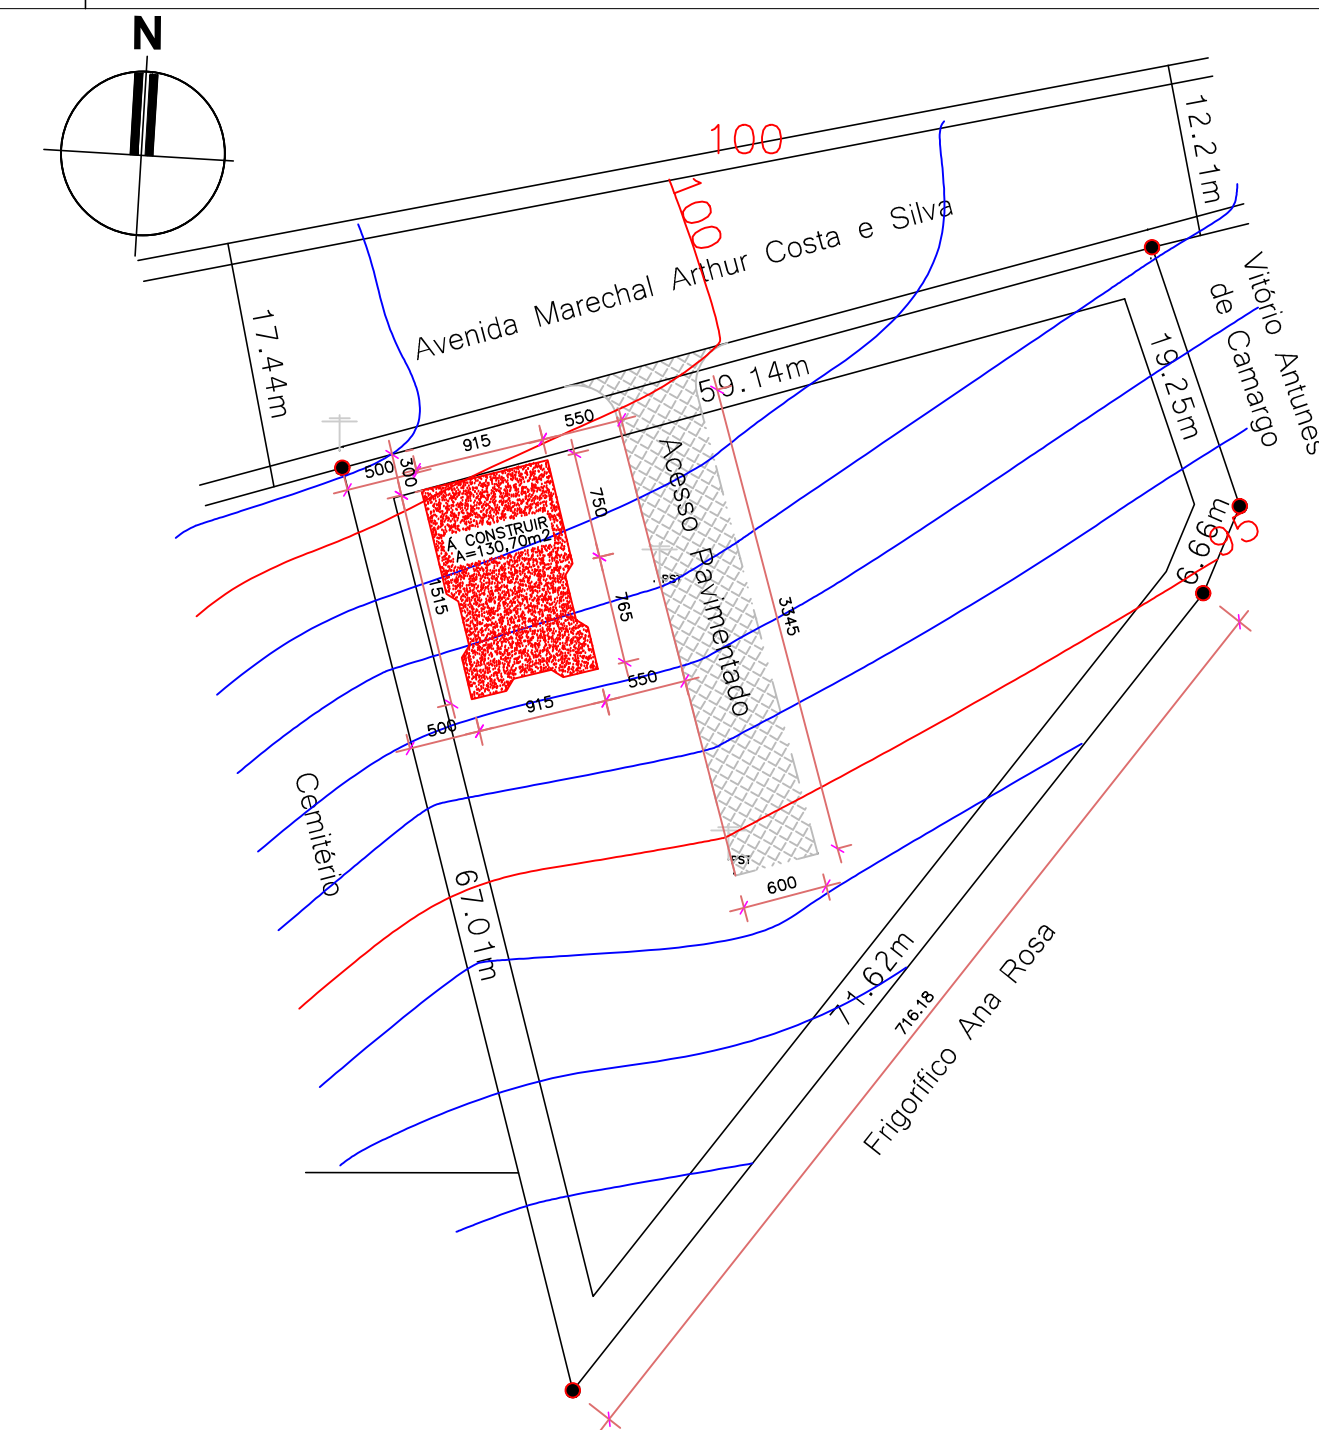 N
100
100
12.21m
Avenida Marechal Arthur Costa e Silva
17.44m
Vitório Antunes
de Camargo
59.14m
19.25m
550
915
500
300
750
A CONSTRUIR
A=130,70m2
Acesso Pavimentado
6.66m
95
1515
765
3345
550
915
500
Cemitério
67.01m
PST
600
71.62m
716.18
Frigorífico Ana Rosa